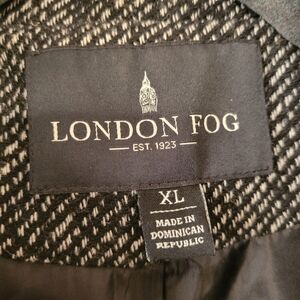 LONDON FOG
EST. 1923
XL
MADE IN
DOMINICAN
REPUBLIC